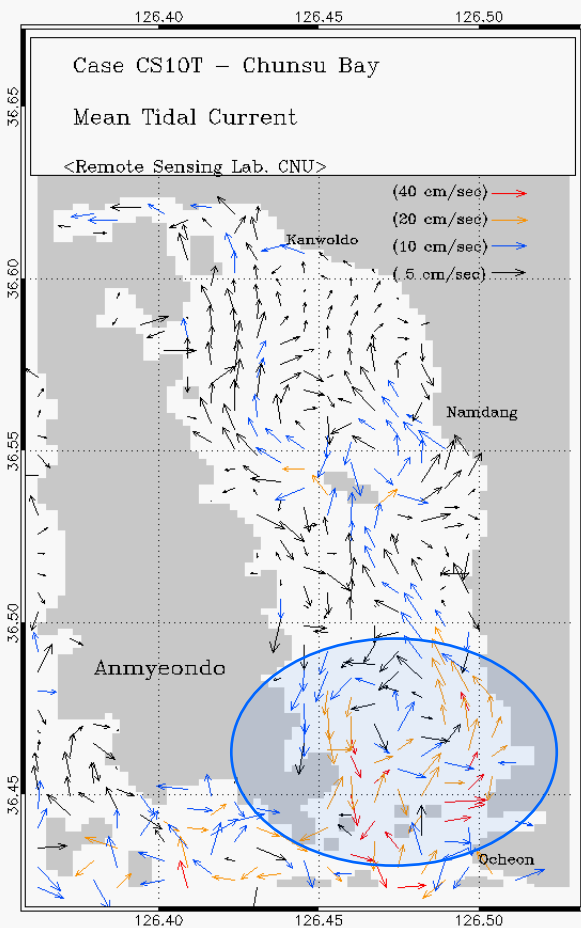 126.40 126.45 126.50
Case CS10T – Chunsu Bay
Mean Tidal Current
<Remote Sensing Lab. CNU>
36.65
(40 cm/sec)
(20 cm/sec)
(10 cm/sec)
( 5 cm/sec)
Kanwoldo
36.60
Namdang
36.55
36.50
Anmyeondo
36.45
Ocheon
126.40 126.45 126.50